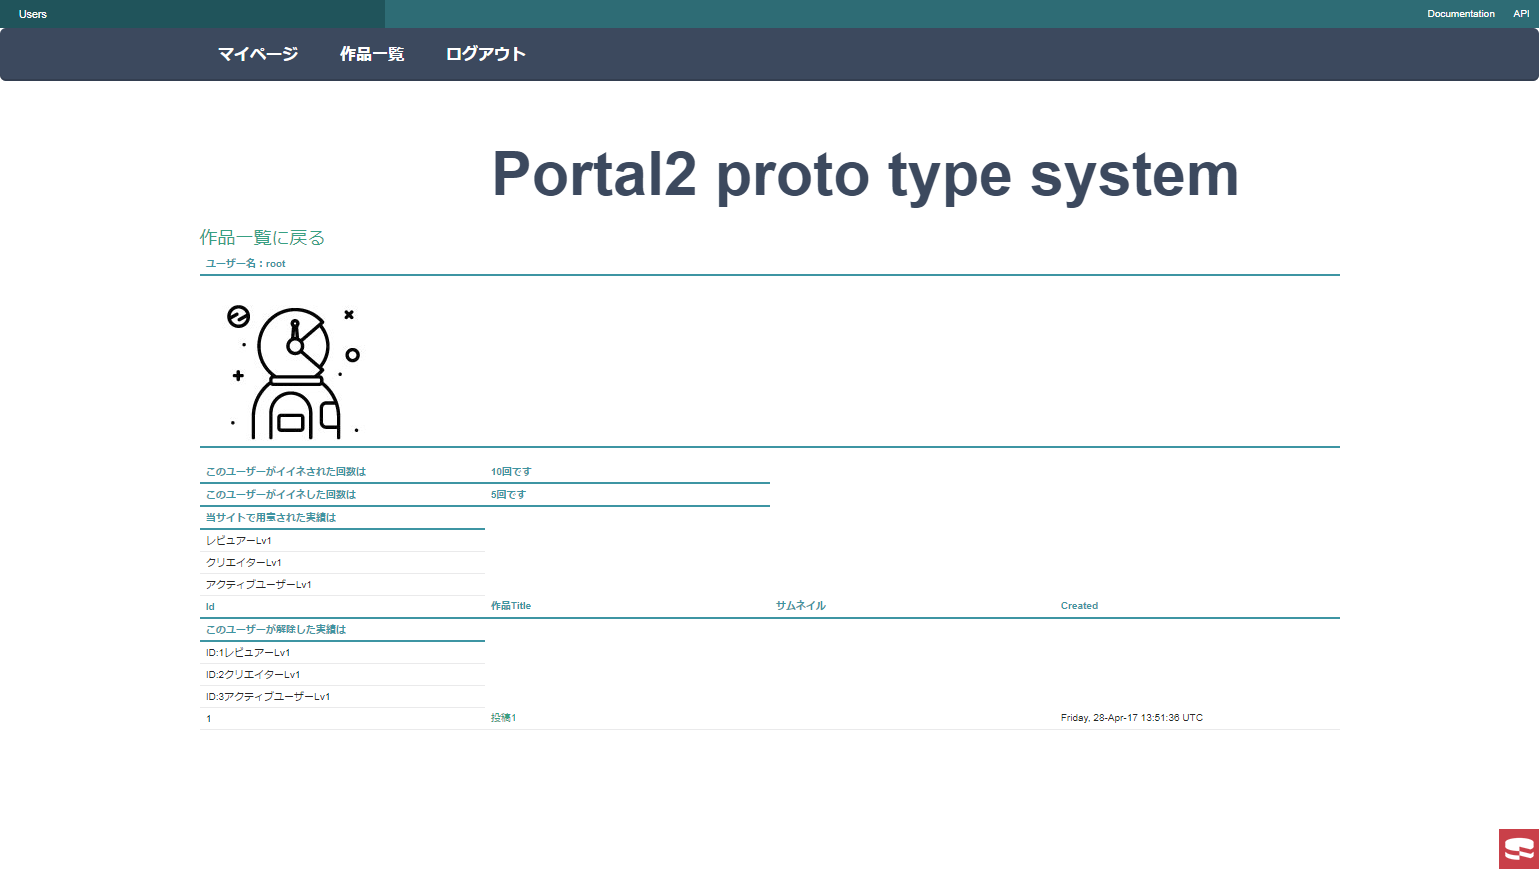 Users Documentation API
マイページ 作品一覧 ログアウト
Portal2 proto type system
作品一覧に戻る
ユーザー名：root
このユーザーがイイネされた回数は 10回です
このユーザーがイイネした回数は 5回です
当サイトで用意された実績は
レビュアーLv1
クリエイターLv1
アクティブユーザーLv1
Id 作品Title サムネイル Created
このユーザーが解除した実績は
ID:1レビュアーLv1
ID:2クリエイターLv1
ID:3アクティブユーザーLv1
1 投稿1 Friday, 28-Apr-17 13:51:36 UTC